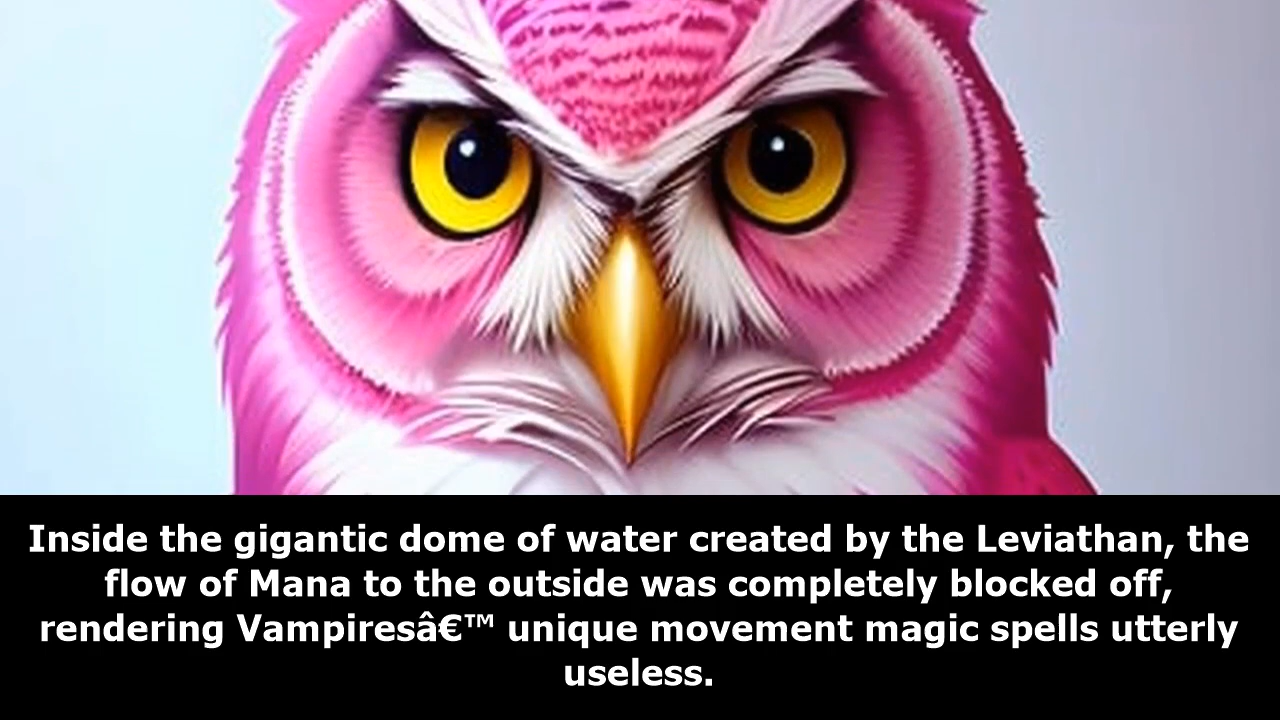 Inside the gigantic dome of water created by the Leviathan, the
flow of Mana to the outside was completely blocked off,
rendering Vampiresâ€™ unique movement magic spells utterly
useless.